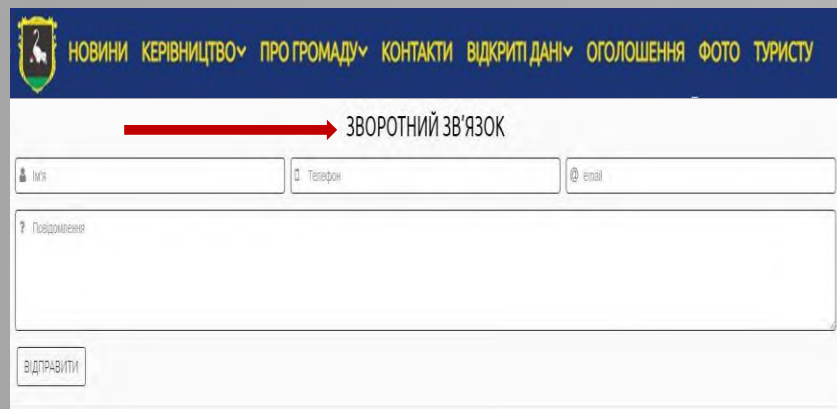 НОВИНИ КЕРІВНИЦТВО ПРО ГРОМАДУ КОНТАКТИ ВІДКРИТІ ДАНІ ОГОЛОШЕННЯ ФОТО ТУРИСТУ
ЗВОРОТНИЙ ЗВ'ЯЗОК
Ім'я Телефон @ email
? Повідомлення
ВІДПРАВИТИ